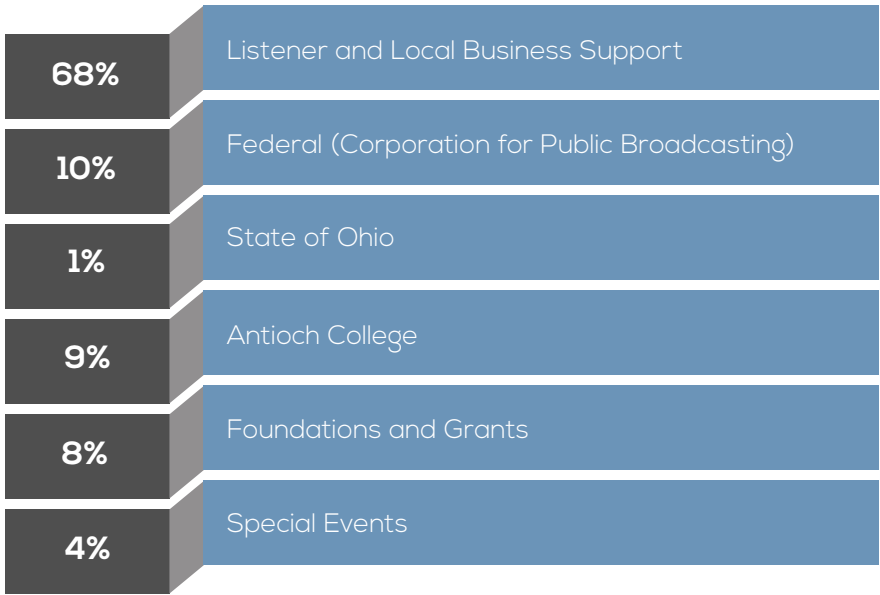 68%
Listener and Local Business Support
10%
Federal (Corporation for Public Broadcasting)
1%
State of Ohio
9%
Antioch College
8%
Foundations and Grants
4%
Special Events